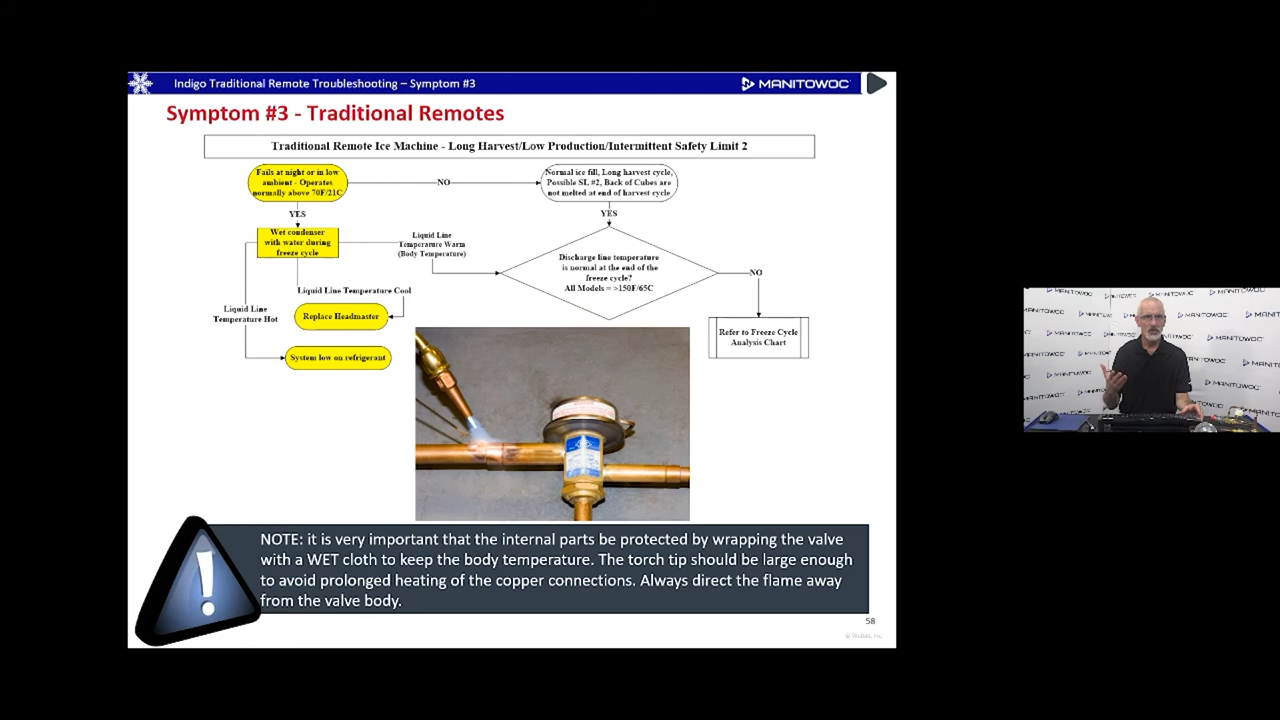 Indigo Traditional Remote Troubleshooting – Symptom #3
MANITOWOC
Symptom #3 - Traditional Remotes
Traditional Remote Ice Machine - Long Harvest/Low Production/Intermittent Safety Limit 2
Fails at night or in low
ambient - Operates
normally above 70F/21C
NO
Normal ice fill, Long harvest cycle,
Possible SL #2, Back of Cubes are
not melted at end of harvest cycle
YES
YES
Wet condenser
with water during
freeze cycle
Liquid Line
Temperature Warm
(Body Temperature)
Discharge line temperature
is normal at the end of the
freeze cycle?
All Models = >150F/65C
NO
Liquid Line Temperature Cool
Liquid Line
Temperature Hot
Replace Headmaster
Refer to Freeze Cycle
Analysis Chart
System low on refrigerant
NOTE: it is very important that the internal parts be protected by wrapping the valve
with a WET cloth to keep the body temperature. The torch tip should be large enough
to avoid prolonged heating of the copper connections. Always direct the flame away
from the valve body.
58
MANITOWOC
MANITOWOC
MANITOWOC
MANITOWOC